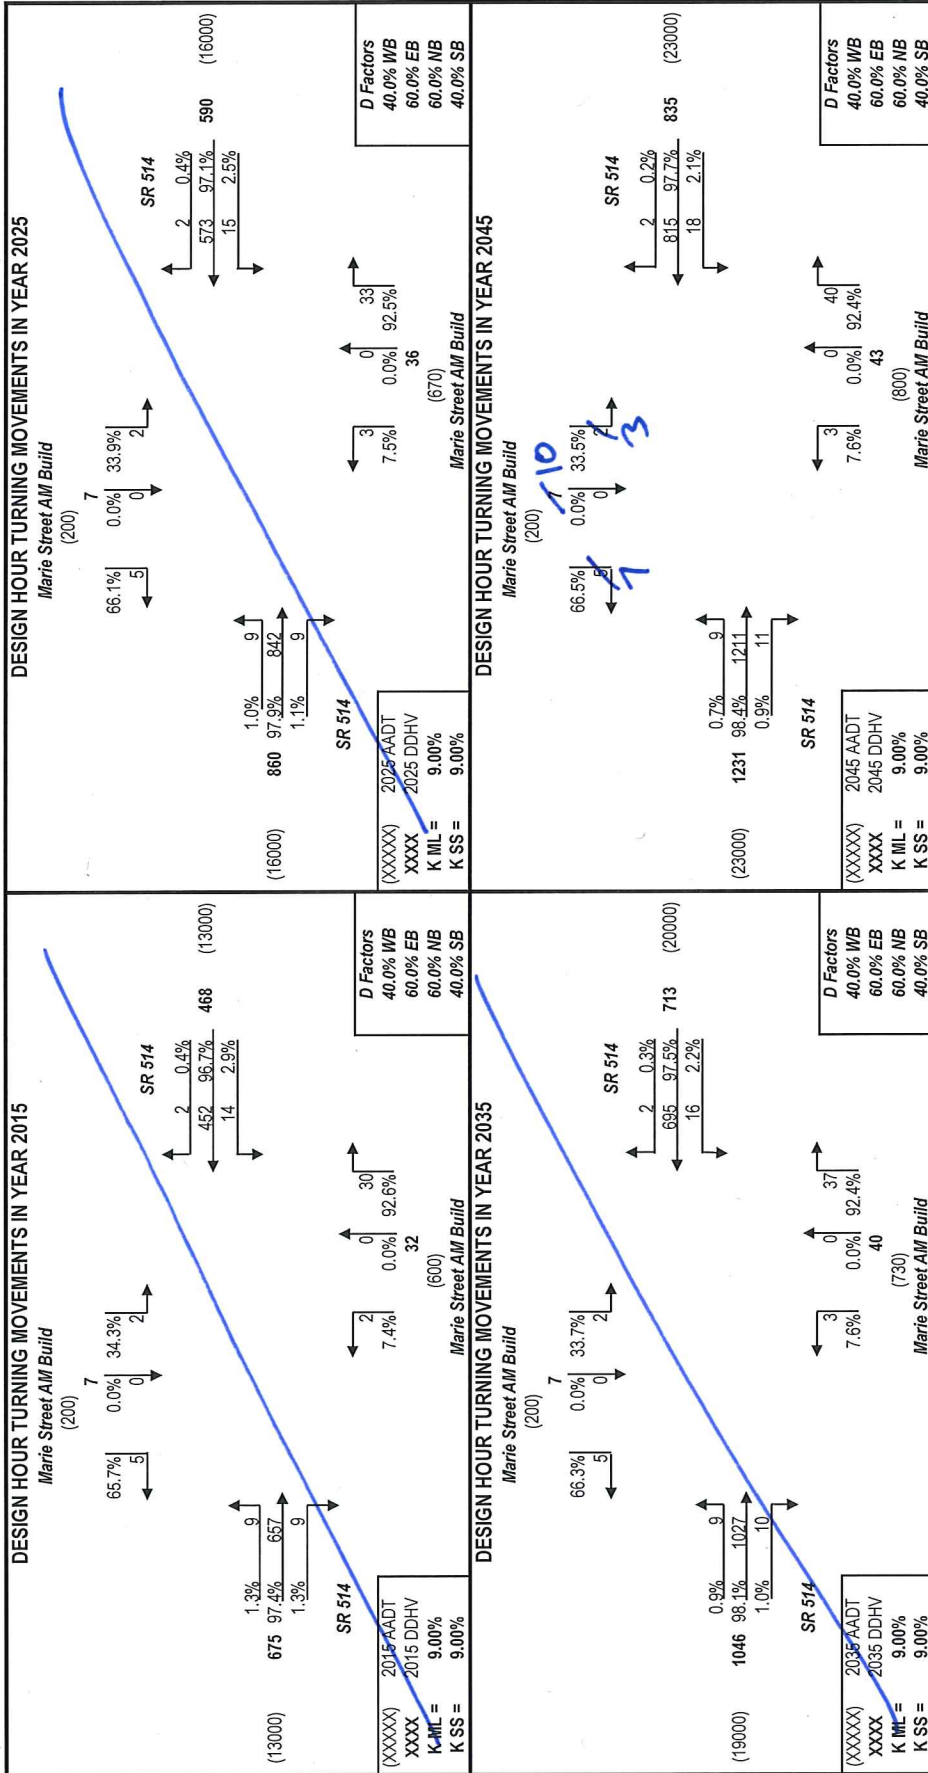 DESIGN HOUR TURNING MOVEMENTS IN YEAR 2015
Marie Street AM Build
(200)
7
65.7% 0.0% 34.3%
5 0 2
SR 514
2 0.4%
452 96.7% 468 (13000)
14 2.9%
1.3% 9
(13000) 675 97.4% 657
1.3% 9
SR 514
2 0 30
7.4% 0.0% 92.6%
32
(600)
Marie Street AM Build
(XXXXX) 2015 AADT
XXXX 2015 DDHV
K ML = 9.00%
K SS = 9.00%
D Factors
40.0% WB
60.0% EB
60.0% NB
40.0% SB
DESIGN HOUR TURNING MOVEMENTS IN YEAR 2025
Marie Street AM Build
(200)
7
66.1% 0.0% 33.9%
5 0 2
SR 514
2 0.4%
573 97.1% 590 (16000)
15 2.5%
1.0% 9
(16000) 860 97.9% 842
1.1% 9
SR 514
3 0 33
7.5% 0.0% 92.5%
36
(670)
Marie Street AM Build
(XXXXX) 2025 AADT
XXXX 2025 DDHV
K ML = 9.00%
K SS = 9.00%
D Factors
40.0% WB
60.0% EB
60.0% NB
40.0% SB
DESIGN HOUR TURNING MOVEMENTS IN YEAR 2035
Marie Street AM Build
(200)
7
66.3% 0.0% 33.7%
5 0 2
SR 514
2 0.3%
695 97.5% 713 (20000)
16 2.2%
0.9% 9
(19000) 1046 98.1% 1027
1.0% 10
SR 514
3 0 37
7.6% 0.0% 92.4%
40
(730)
Marie Street AM Build
(XXXXX) 2035 AADT
XXXX 2035 DDHV
K ML = 9.00%
K SS = 9.00%
D Factors
40.0% WB
60.0% EB
60.0% NB
40.0% SB
DESIGN HOUR TURNING MOVEMENTS IN YEAR 2045
Marie Street AM Build
(200)
7 10
66.5% 0.0% 33.5%
5 0 2
7 3
SR 514
2 0.2%
815 97.7% 835 (23000)
18 2.1%
0.7% 9
(23000) 1231 98.4% 1211
0.9% 11
SR 514
3 0 40
7.6% 0.0% 92.4%
43
(800)
Marie Street AM Build
(XXXXX) 2045 AADT
XXXX 2045 DDHV
K ML = 9.00%
K SS = 9.00%
D Factors
40.0% WB
60.0% EB
60.0% NB
40.0% SB